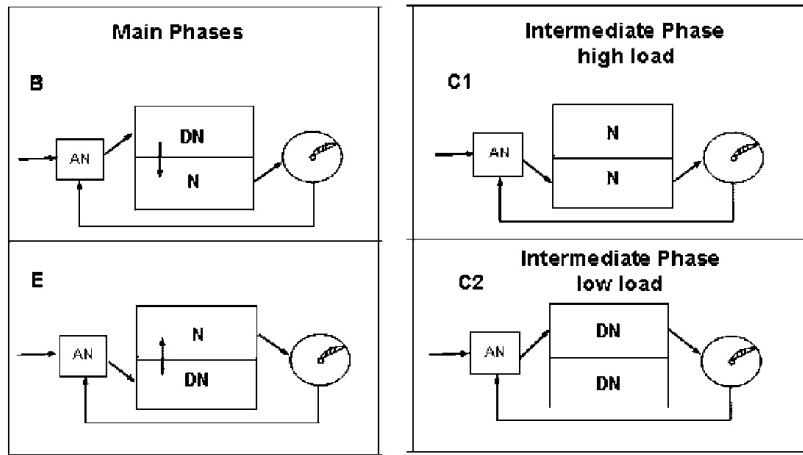 Main Phases
B
AN
DN
N
Intermediate Phase
high load
C1
AN
N
N
E
AN
N
DN
Intermediate Phase
low load
C2
AN
DN
DN